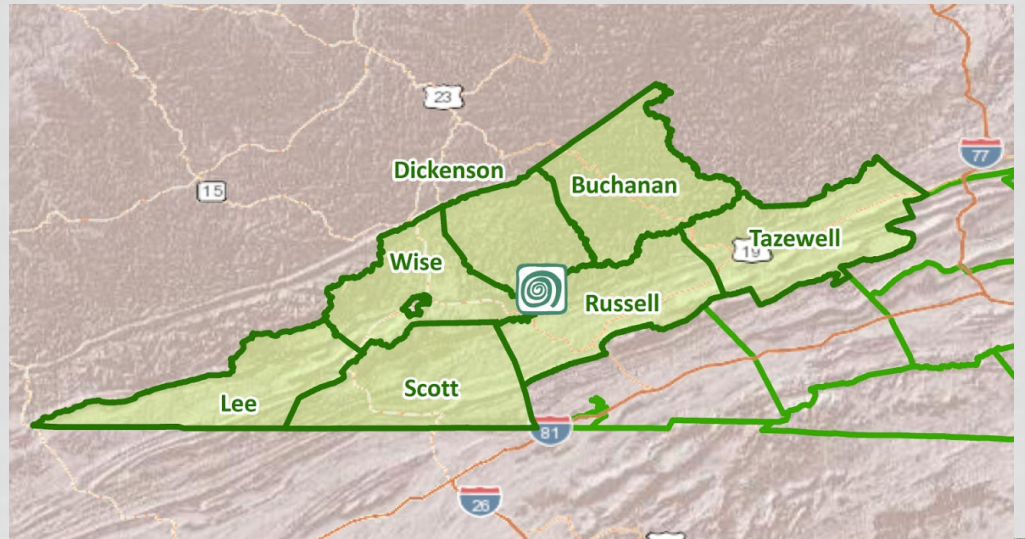 23
77
Dickenson
15
Buchanan
Tazewell
19
Wise
Russell
Scott
Lee
81
26